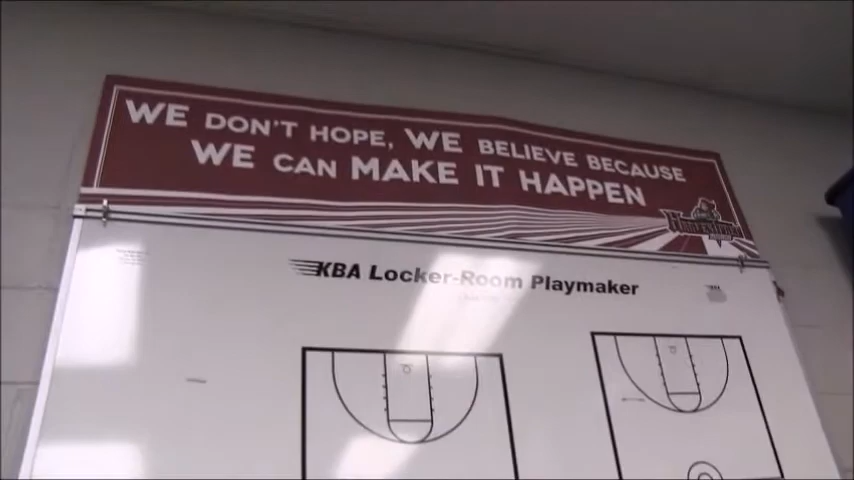 WE DON'T HOPE, WE BELIEVE BECAUSE
WE CAN MAKE IT HAPPEN
KBA Locker-Room Playmaker